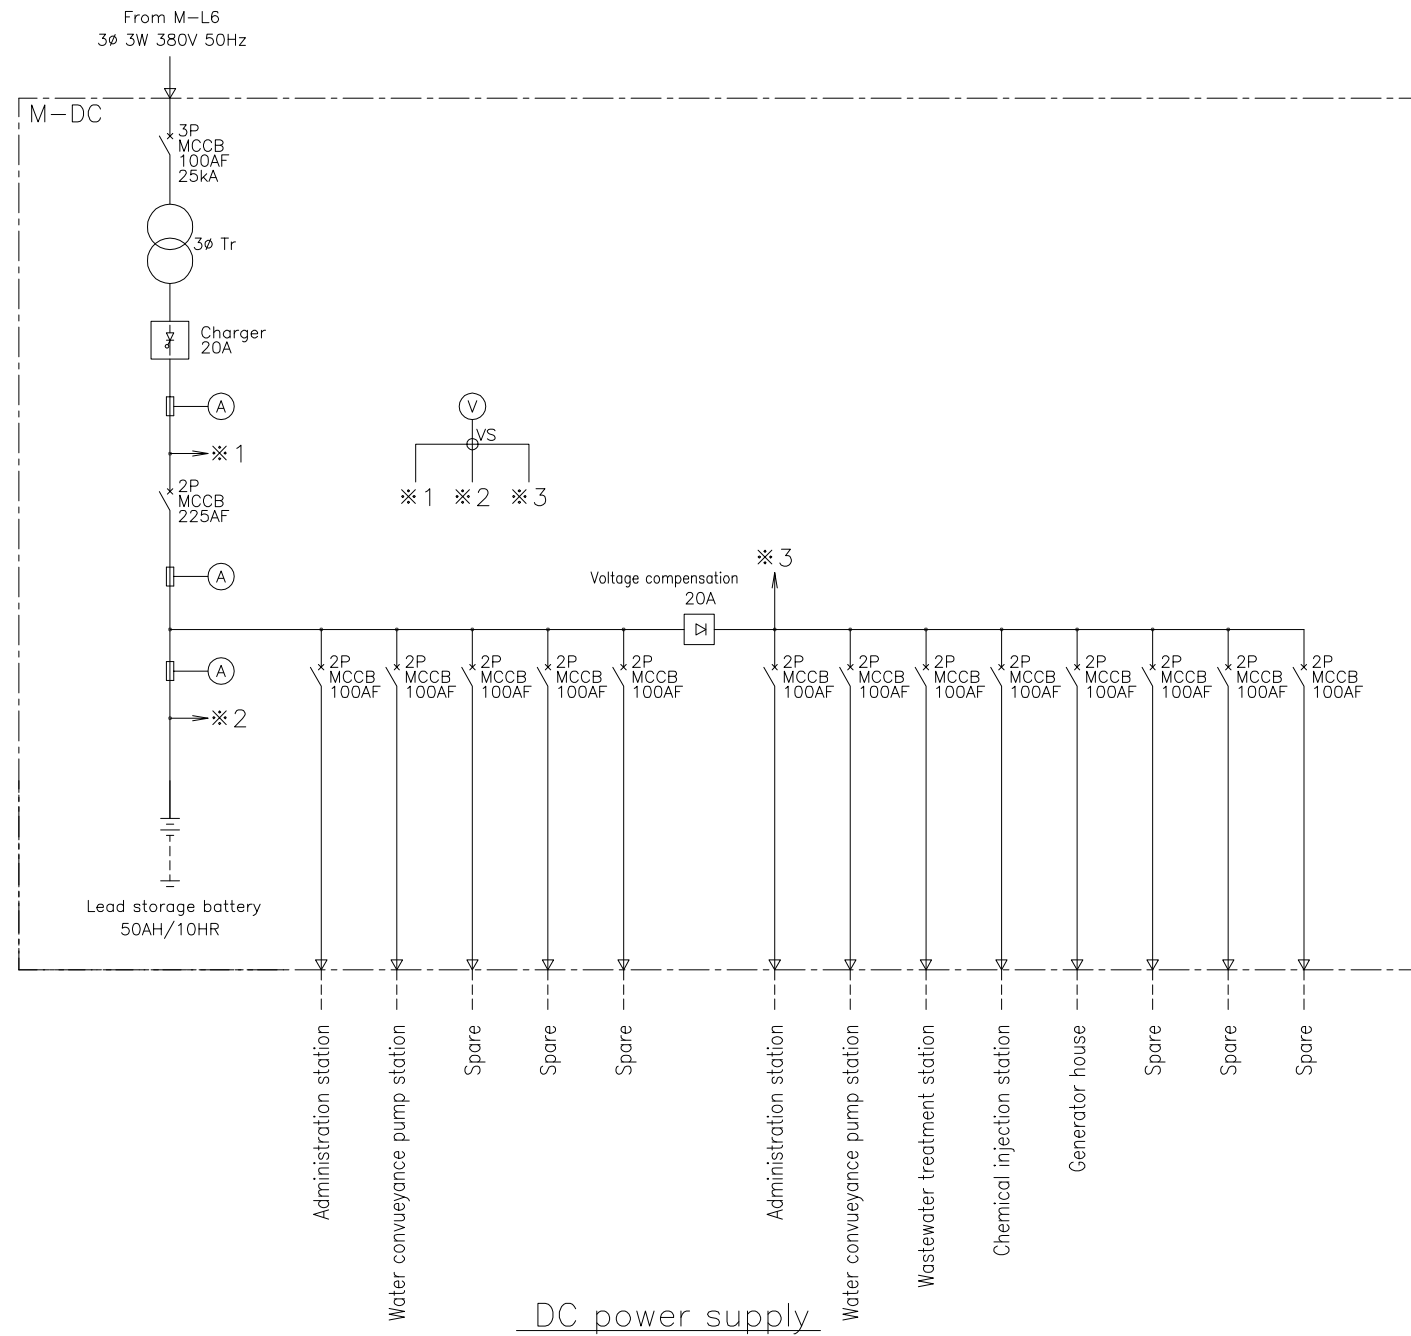 From M-L6
3ø 3W 380V 50Hz
M-DC
3P
MCCB
100AF
25kA
3ø Tr
Charger
20A
A
※1
2P
MCCB
225AF
V
VS
※1 ※2 ※3
A
Voltage compensation
20A
※3
A
※2
2P
MCCB
100AF
2P
MCCB
100AF
2P
MCCB
100AF
2P
MCCB
100AF
2P
MCCB
100AF
2P
MCCB
100AF
2P
MCCB
100AF
2P
MCCB
100AF
2P
MCCB
100AF
2P
MCCB
100AF
2P
MCCB
100AF
2P
MCCB
100AF
2P
MCCB
100AF
Lead storage battery
50AH/10HR
Administration station
Water convueyance pump station
Spare
Spare
Spare
Administration station
Water convueyance pump station
Wastewater treatment station
Chemical injection station
Generator house
Spare
Spare
Spare
DC power supply